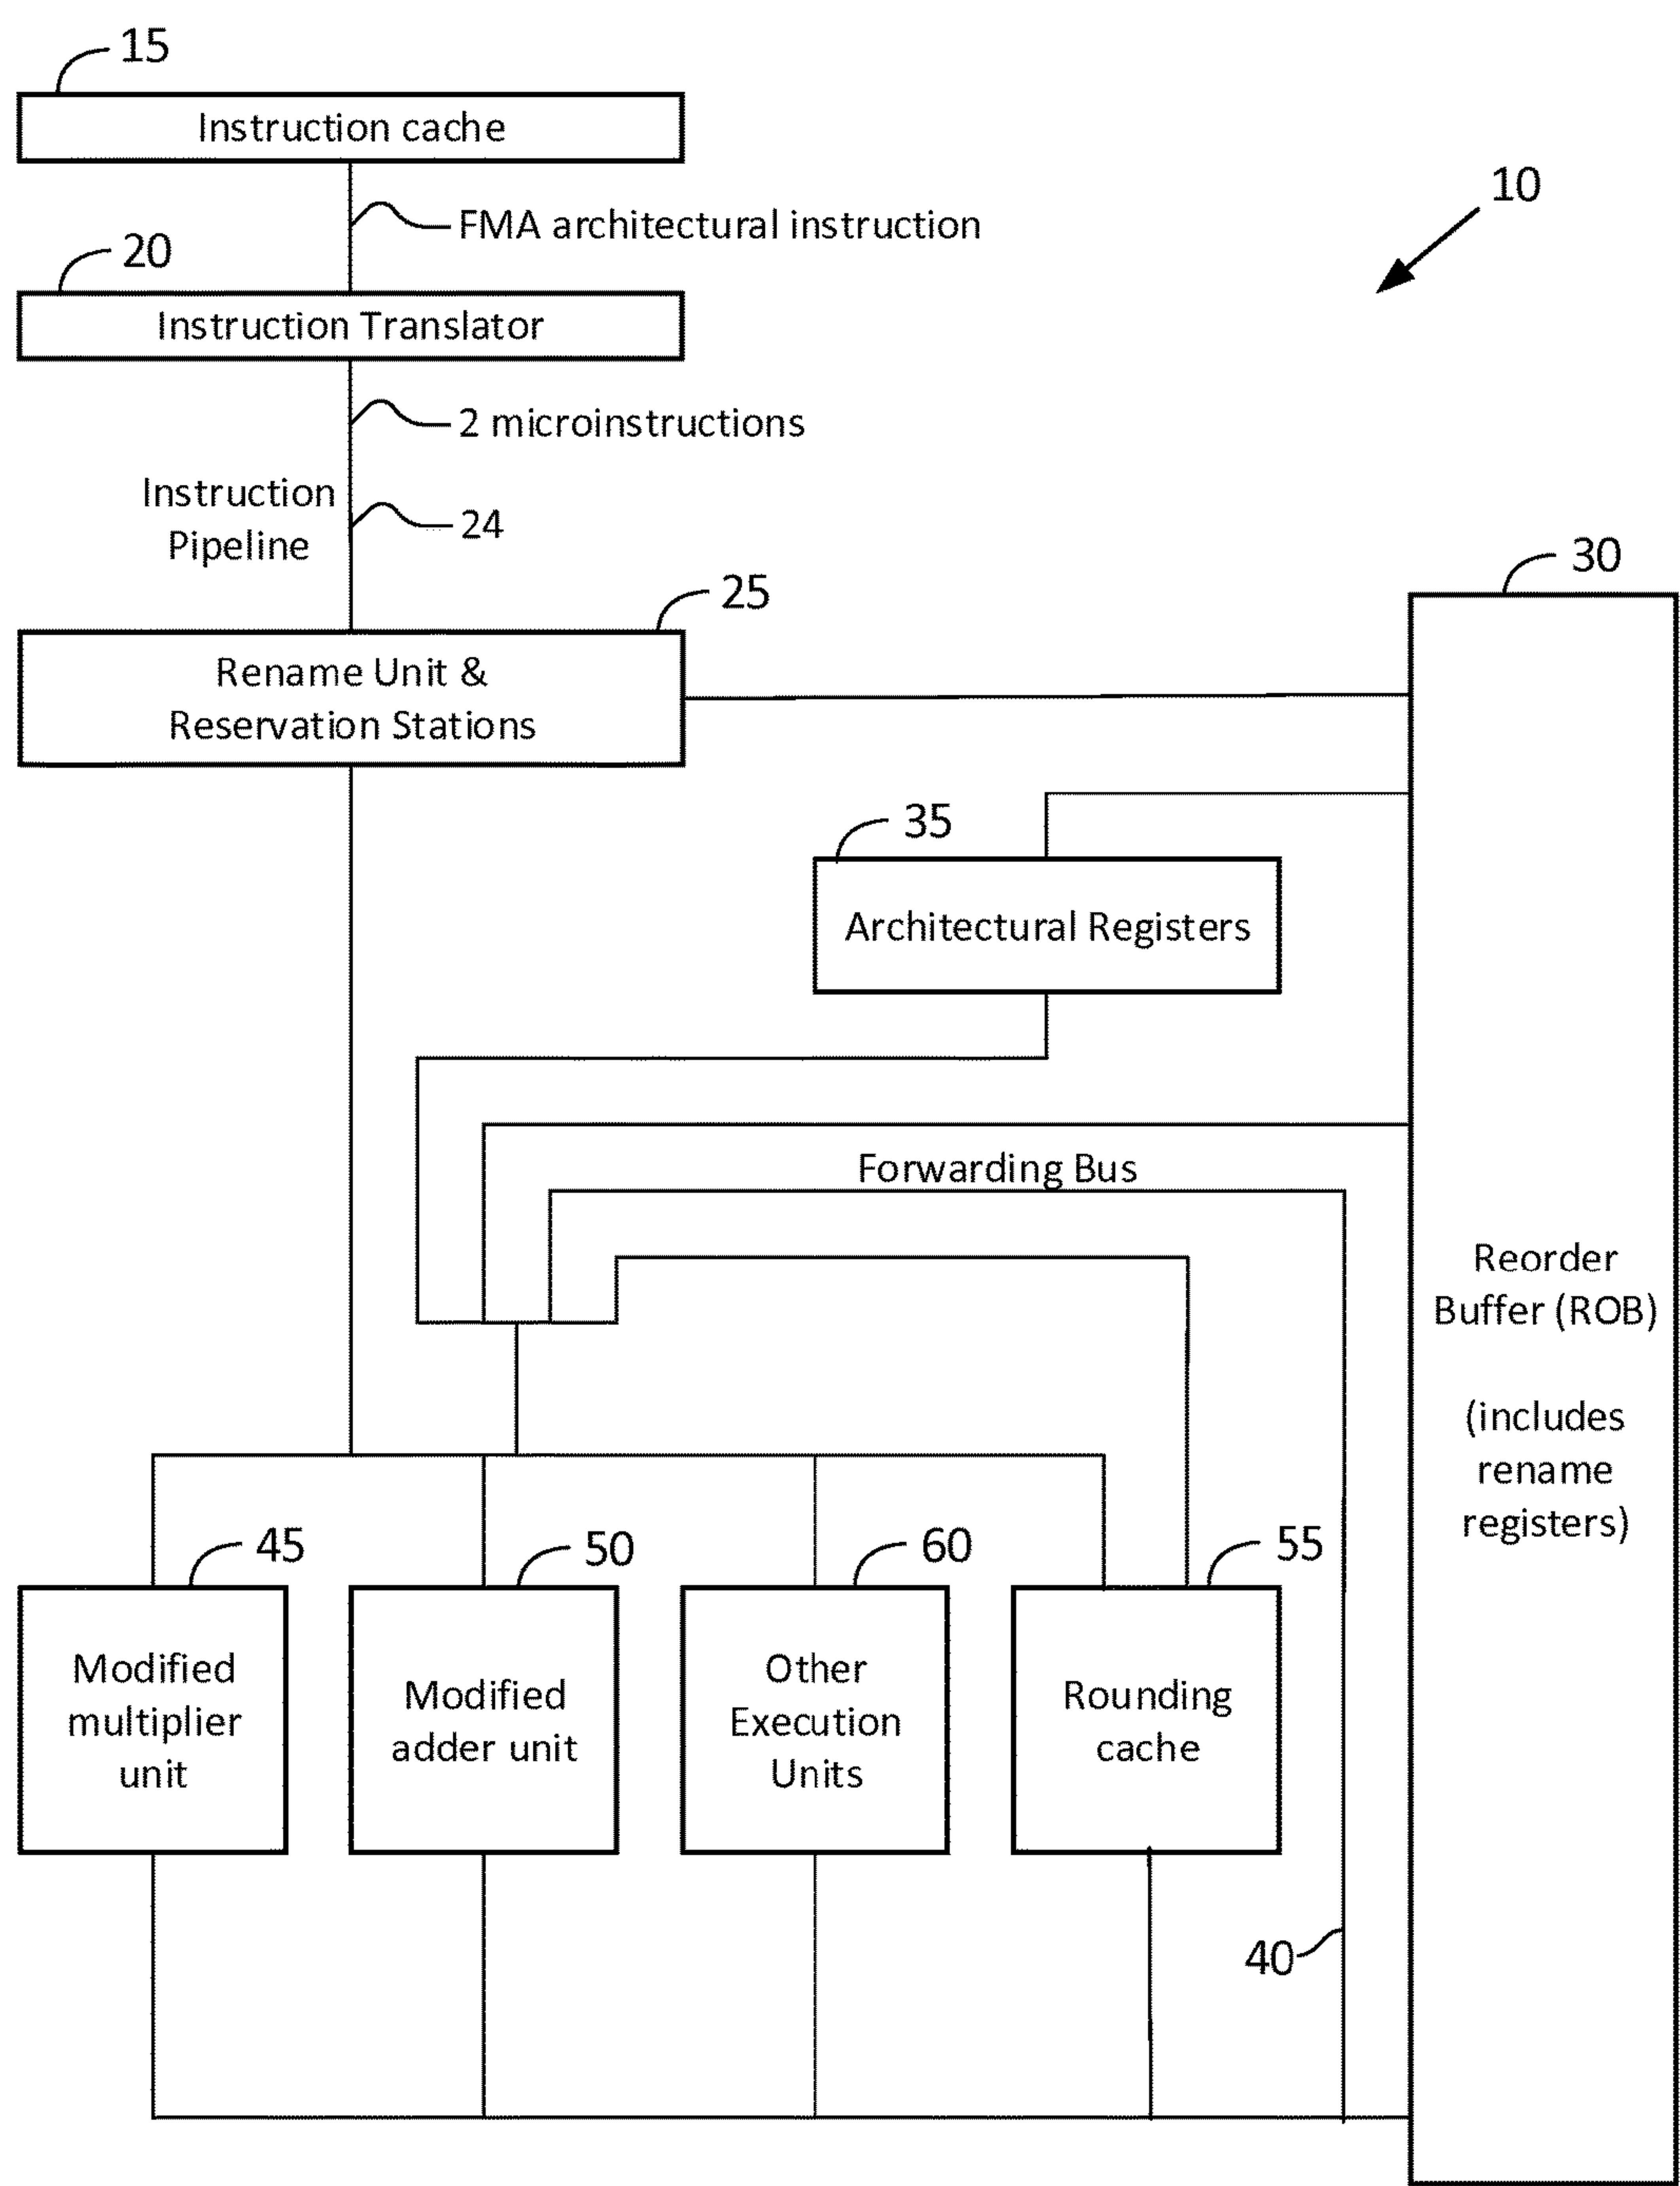 15
Instruction cache
FMA architectural instruction
10
20
Instruction Translator
2 microinstructions
Instruction
Pipeline
24
25
Rename Unit &
Reservation Stations
30
35
Architectural Registers
Forwarding Bus
Reorder
Buffer (ROB)
(includes
rename
registers)
45
50
60
55
Modified
multiplier
unit
Modified
adder unit
Other
Execution
Units
Rounding
cache
40